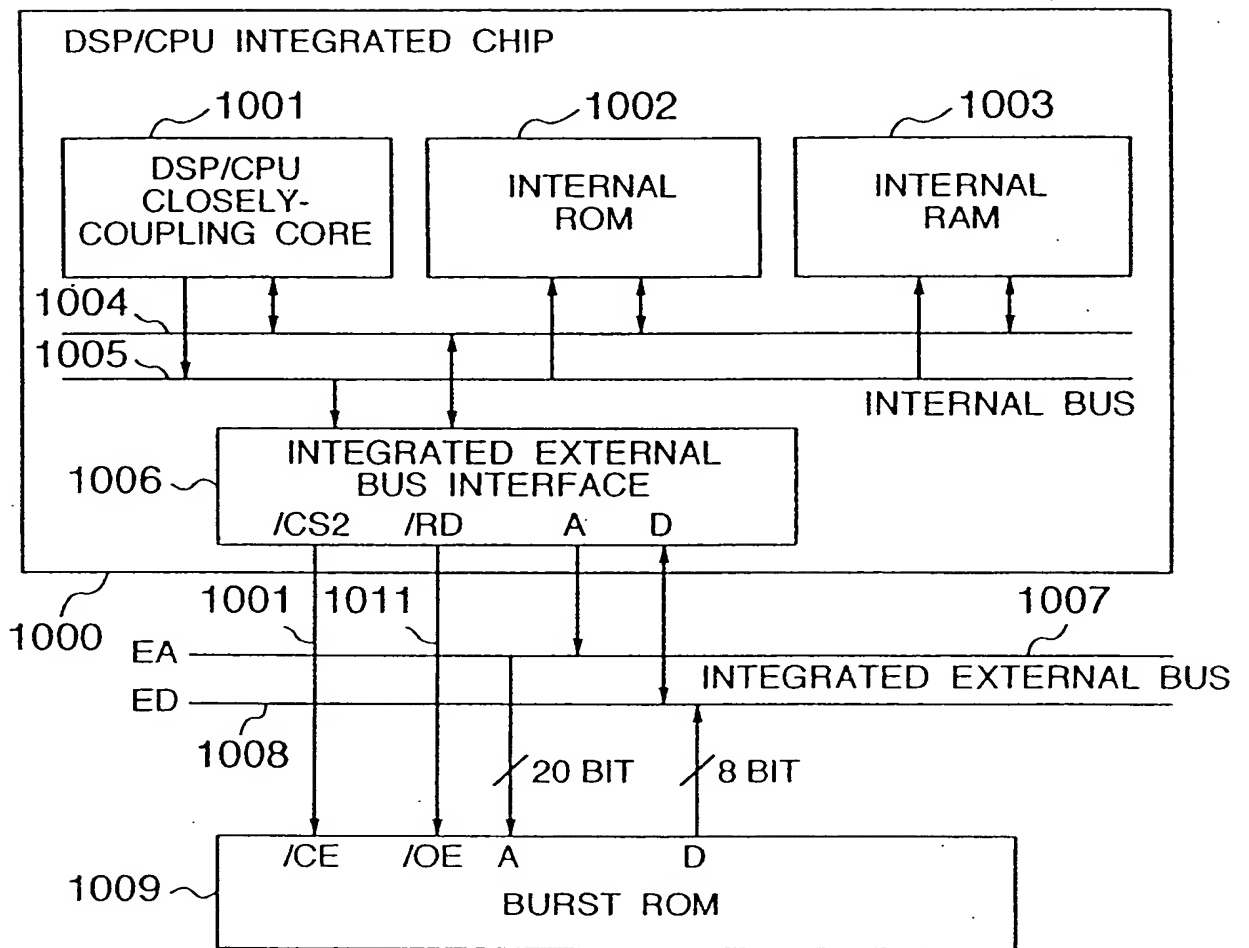 DSP/CPU INTEGRATED CHIP
1001
1002
1003
DSP/CPU
CLOSELY-
COUPLING CORE
INTERNAL
ROM
INTERNAL
RAM
1004
1005
INTERNAL BUS
1006
INTEGRATED EXTERNAL
BUS INTERFACE
/CS2 /RD A D
1000
1001
1011
1007
EA
INTEGRATED EXTERNAL BUS
ED
1008
20 BIT
8 BIT
/CE /OE A D
1009
BURST ROM